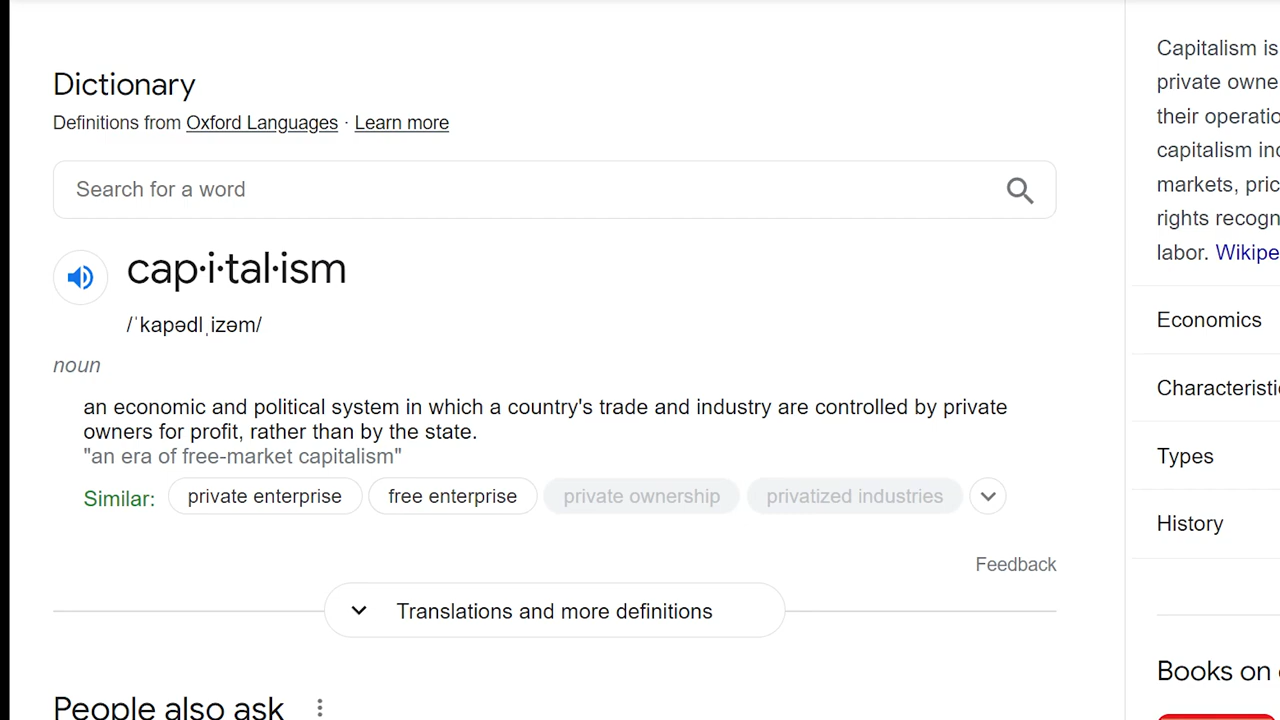 Dictionary
Definitions from Oxford Languages · Learn more
Search for a word
cap·i·tal·ism
/ˈkapədlˌizəm/
noun
an economic and political system in which a country's trade and industry are controlled by private
owners for profit, rather than by the state.
"an era of free-market capitalism"
Similar: private enterprise free enterprise private ownership privatized industries
Feedback
Translations and more definitions
People also ask
Capitalism is
private owne
their operatio
capitalism inc
markets, pric
rights recogn
labor. Wikipe
Economics
Characteristi
Types
History
Books on